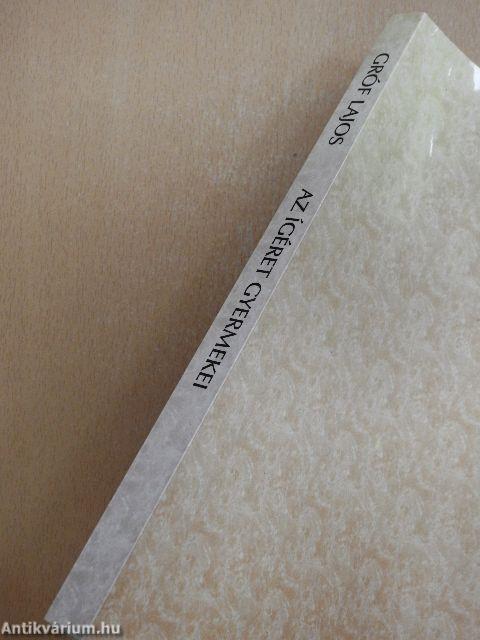 GRÓF LAJOS AZ ÍGÉRET GYERMEKEI
Antikvárium.hu